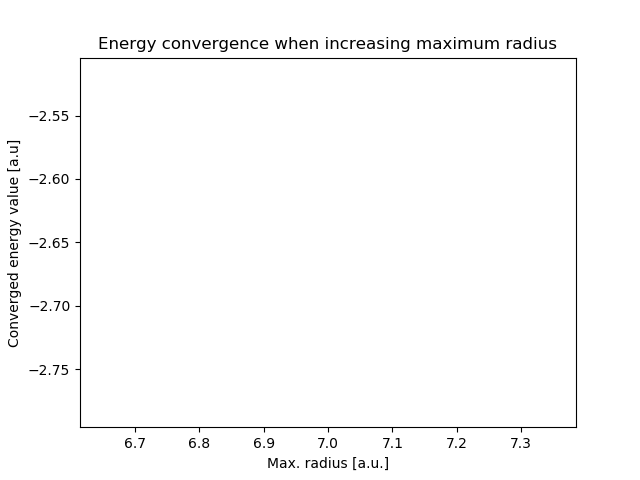 Energy convergence when increasing maximum radius
Converged energy value [a.u]
−2.55
−2.60
−2.65
−2.70
−2.75
6.7 6.8 6.9 7.0 7.1 7.2 7.3
Max. radius [a.u.]